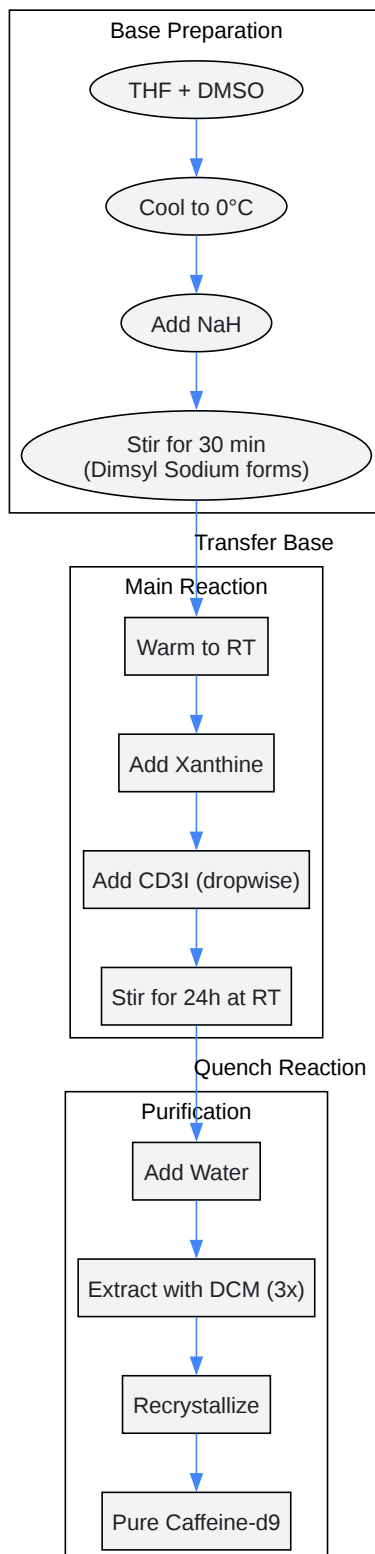 Base Preparation
THF + DMSO
Cool to 0°C
Add NaH
Stir for 30 min
(Dimsyl Sodium forms)
Transfer Base
Main Reaction
Warm to RT
Add Xanthine
Add CD3I (dropwise)
Stir for 24h at RT
Quench Reaction
Purification
Add Water
Extract with DCM (3x)
Recrystallize
Pure Caffeine-d9